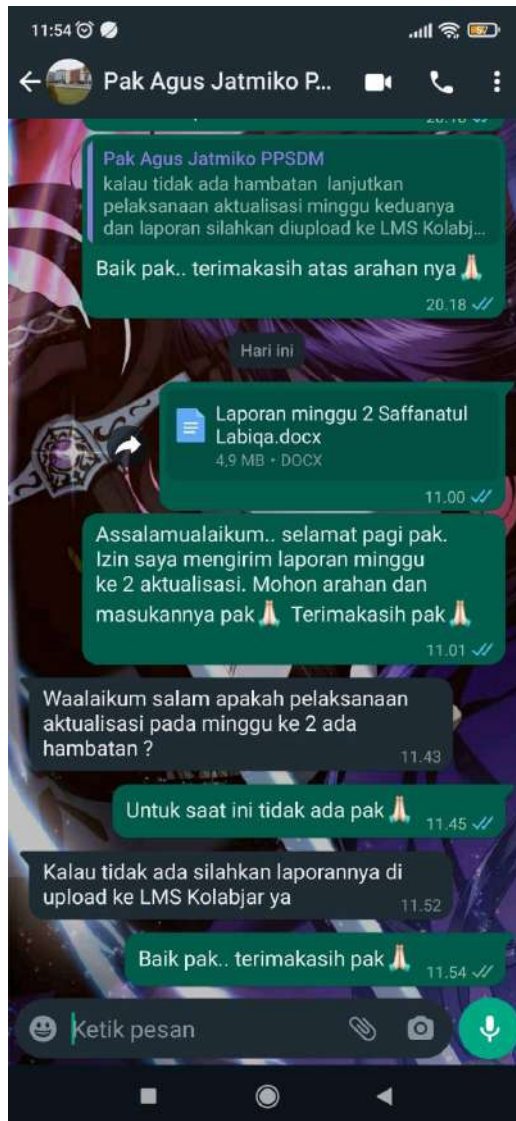 11:54
57
Pak Agus Jatmiko P...
Pak Agus Jatmiko PPSDM
kalau tidak ada hambatan lanjutkan
pelaksanaan aktualisasi minggu keduanya
dan laporan silahkan diupload ke LMS Kolabj...
Baik pak.. terimakasih atas arahan nya🙏🏻
20.18
Hari ini
Laporan minggu 2 Saffanatul
Labiqa.docx
4,9 MB • DOCX
11.00
Assalamualaikum.. selamat pagi pak.
Izin saya mengirim laporan minggu
ke 2 aktualisasi. Mohon arahan dan
masukannya pak🙏🏻 Terimakasih pak🙏🏻
11.01
Waalaikum salam apakah pelaksanaan
aktualisasi pada minggu ke 2 ada
hambatan ?
11.43
Untuk saat ini tidak ada pak🙏🏻
11.45
Kalau tidak ada silahkan laporannya di
upload ke LMS Kolabjar ya
11.52
Baik pak.. terimakasih pak🙏🏻
11.54
Ketik pesan